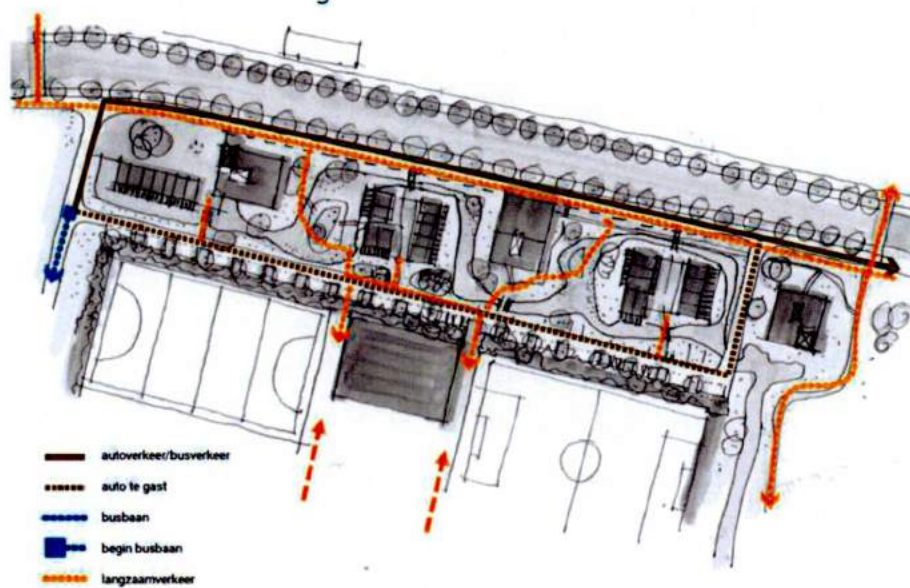 autoverkeer/busverkeer
auto te gast
busbaan
begin busbaan
langzaamverkeer